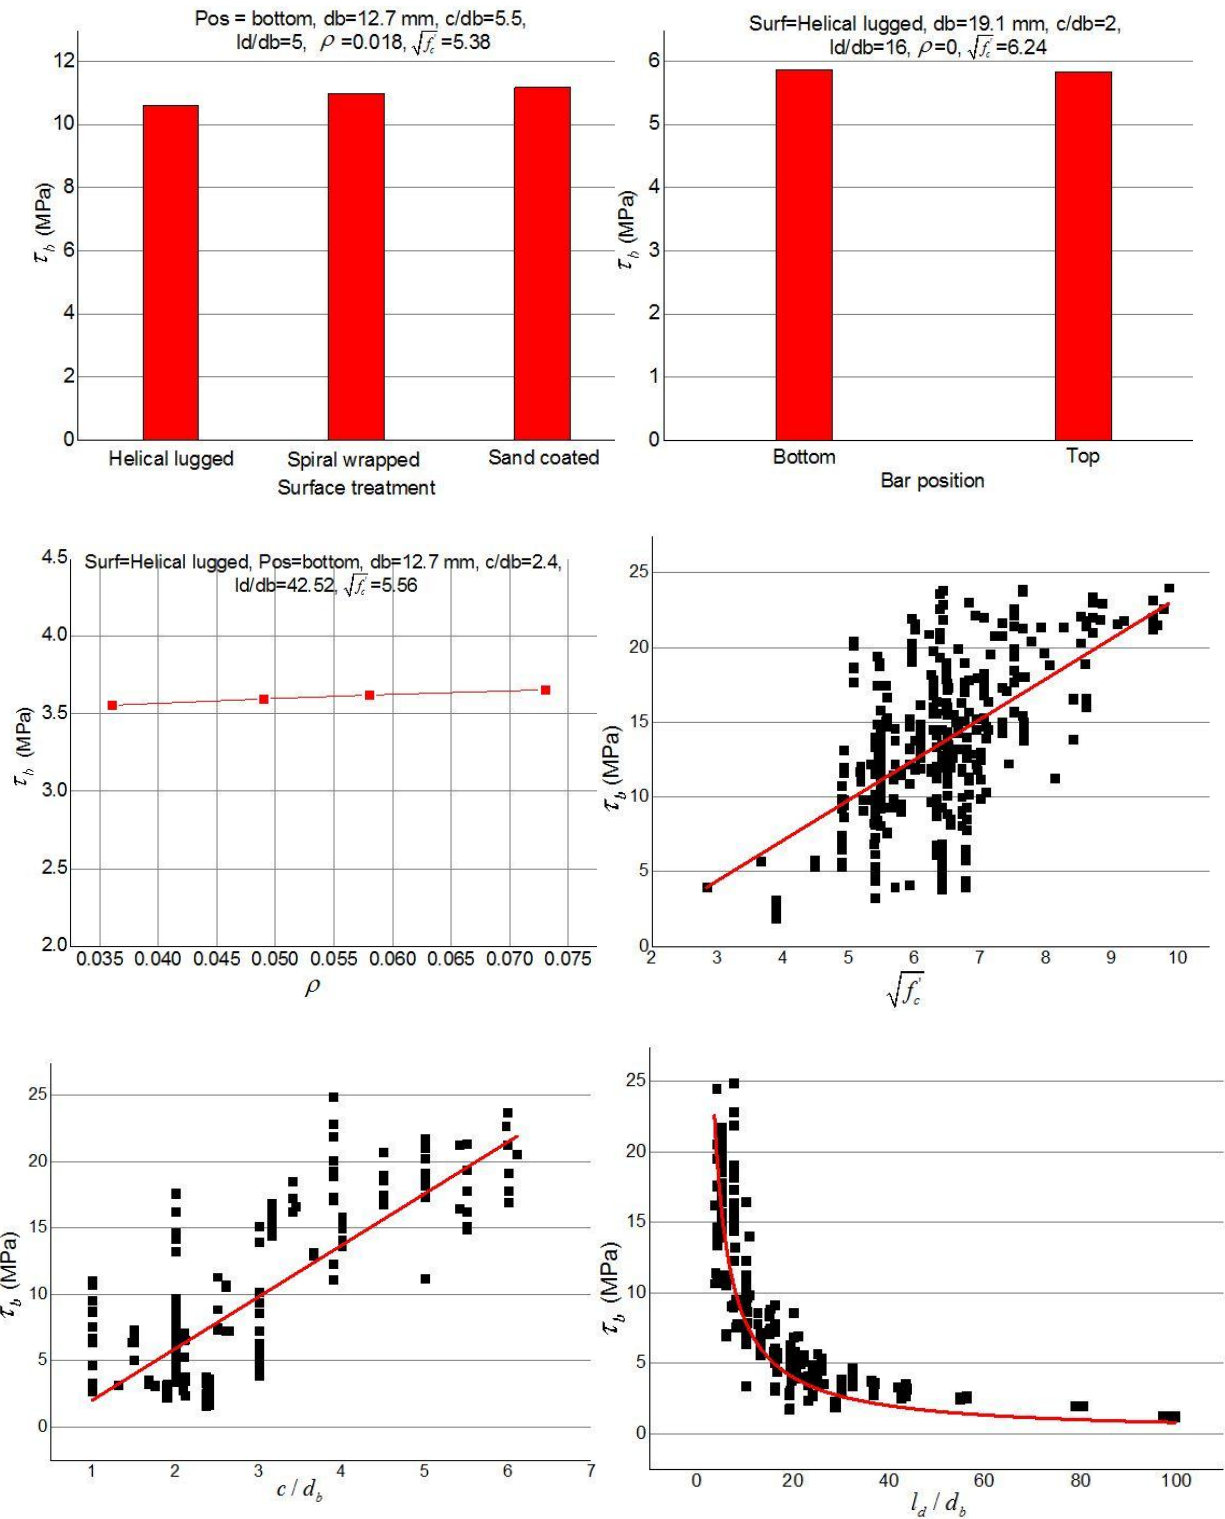 Pos = bottom, db=12.7 mm, c/db=5.5,
ld/db=5, ρ=0.018, √f'c=5.38
12
10
8
6
4
2
0
τb (MPa)
Helical lugged Spiral wrapped Sand coated
Surface treatment
Surf=Helical lugged, db=19.1 mm, c/db=2,
ld/db=16, ρ=0, √f'c=6.24
6
5
4
3
2
1
0
τb (MPa)
Bottom Top
Bar position
Surf=Helical lugged, Pos=bottom, db=12.7 mm, c/db=2.4,
ld/db=42.52, √f'c=5.56
4.5
4.0
3.5
3.0
2.5
2.0
τb (MPa)
0.035 0.040 0.045 0.050 0.055 0.060 0.065 0.070 0.075
ρ
25
20
15
10
5
0
τb (MPa)
2 3 4 5 6 7 8 9 10
√f'c
25
20
15
10
5
0
τb (MPa)
1 2 3 4 5 6 7
c / db
25
20
15
10
5
0
τb (MPa)
0 20 40 60 80 100
ld / db